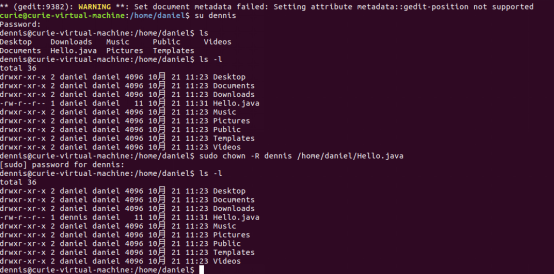 ** (gedit:9382): WARNING **: Set document metadata failed: Setting attribute metadata::gedit-position not supported
curie@curie-virtual-machine:/home/daniel$ su dennis
Password:
dennis@curie-virtual-machine:/home/daniel$ ls
Desktop    Downloads   Music     Public     Videos
Documents  Hello.java  Pictures  Templates
dennis@curie-virtual-machine:/home/daniel$ ls -l
total 36
drwxr-xr-x 2 daniel daniel 4096 10月 21 11:23 Desktop
drwxr-xr-x 2 daniel daniel 4096 10月 21 11:23 Documents
drwxr-xr-x 2 daniel daniel 4096 10月 21 11:23 Downloads
-rw-r--r-- 1 daniel daniel   11 10月 21 11:31 Hello.java
drwxr-xr-x 2 daniel daniel 4096 10月 21 11:23 Music
drwxr-xr-x 2 daniel daniel 4096 10月 21 11:23 Pictures
drwxr-xr-x 2 daniel daniel 4096 10月 21 11:23 Public
drwxr-xr-x 2 daniel daniel 4096 10月 21 11:23 Templates
drwxr-xr-x 2 daniel daniel 4096 10月 21 11:23 Videos
dennis@curie-virtual-machine:/home/daniel$ sudo chown -R dennis /home/daniel/Hello.java
[sudo] password for dennis:
dennis@curie-virtual-machine:/home/daniel$ ls -l
total 36
drwxr-xr-x 2 daniel daniel 4096 10月 21 11:23 Desktop
drwxr-xr-x 2 daniel daniel 4096 10月 21 11:23 Documents
drwxr-xr-x 2 daniel daniel 4096 10月 21 11:23 Downloads
-rw-r--r-- 1 dennis daniel   11 10月 21 11:31 Hello.java
drwxr-xr-x 2 daniel daniel 4096 10月 21 11:23 Music
drwxr-xr-x 2 daniel daniel 4096 10月 21 11:23 Pictures
drwxr-xr-x 2 daniel daniel 4096 10月 21 11:23 Public
drwxr-xr-x 2 daniel daniel 4096 10月 21 11:23 Templates
drwxr-xr-x 2 daniel daniel 4096 10月 21 11:23 Videos
dennis@curie-virtual-machine:/home/daniel$